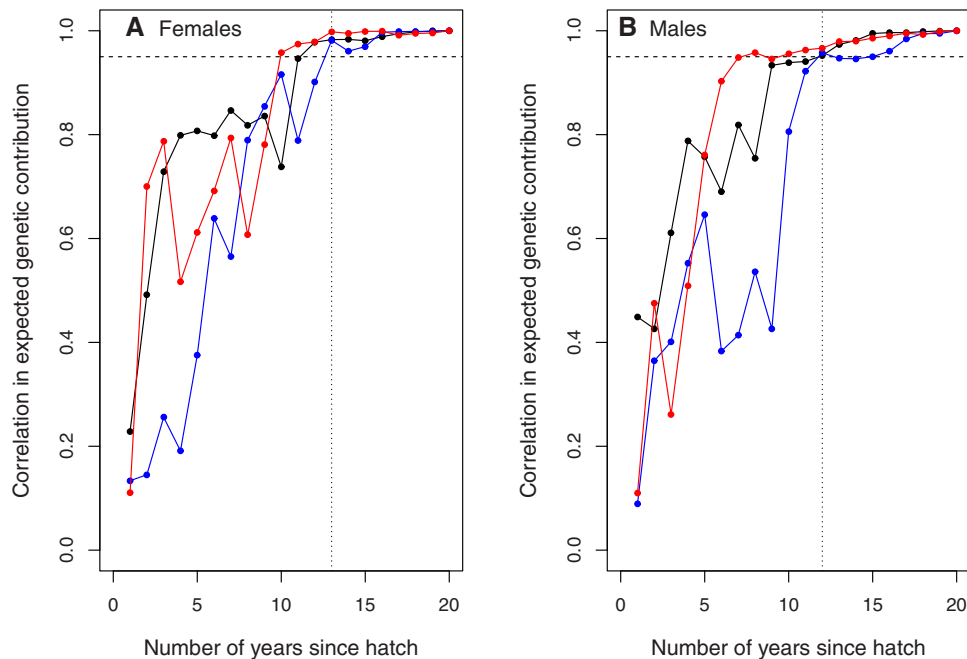 A Females
Correlation in expected genetic contribution
0.0 0.2 0.4 0.6 0.8 1.0
0 5 10 15 20
Number of years since hatch
B Males
Correlation in expected genetic contribution
0.0 0.2 0.4 0.6 0.8 1.0
0 5 10 15 20
Number of years since hatch